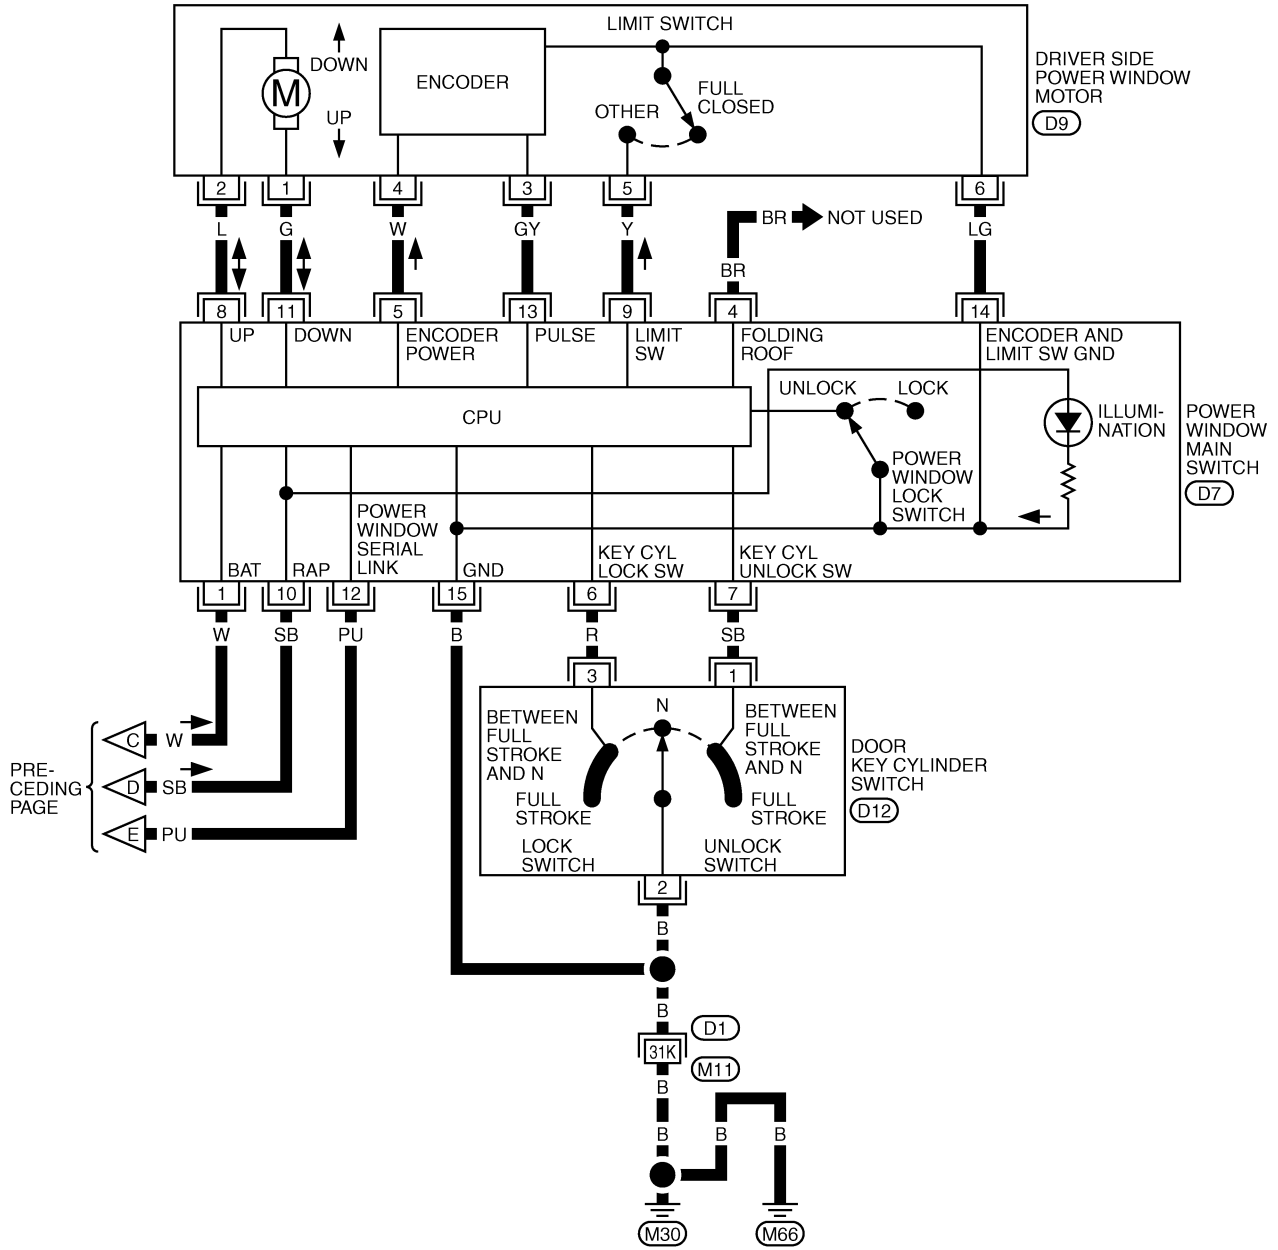 LIMIT SWITCH
DOWN
UP
M
ENCODER
OTHER
FULL
CLOSED
DRIVER SIDE
POWER WINDOW
MOTOR
D9
2
1
4
3
5
6
L
G
W
GY
Y
BR
NOT USED
LG
BR
8
11
5
13
9
4
14
UP
DOWN
ENCODER
POWER
PULSE
LIMIT
SW
FOLDING
ROOF
ENCODER AND
LIMIT SW GND
CPU
UNLOCK
LOCK
ILLUMI-
NATION
POWER
WINDOW
MAIN
SWITCH
D7
POWER
WINDOW
LOCK
SWITCH
POWER
WINDOW
SERIAL
LINK
BAT
RAP
GND
KEY CYL
LOCK SW
KEY CYL
UNLOCK SW
1
10
12
15
6
7
W
SB
PU
B
R
SB
3
1
PRE-
CEDING
PAGE
C
W
D
SB
E
PU
BETWEEN
FULL
STROKE
AND N
N
BETWEEN
FULL
STROKE
AND N
FULL
STROKE
FULL
STROKE
LOCK
SWITCH
UNLOCK
SWITCH
DOOR
KEY CYLINDER
SWITCH
D12
2
B
B
D1
31K
M11
B
B
B
B
M30
M66